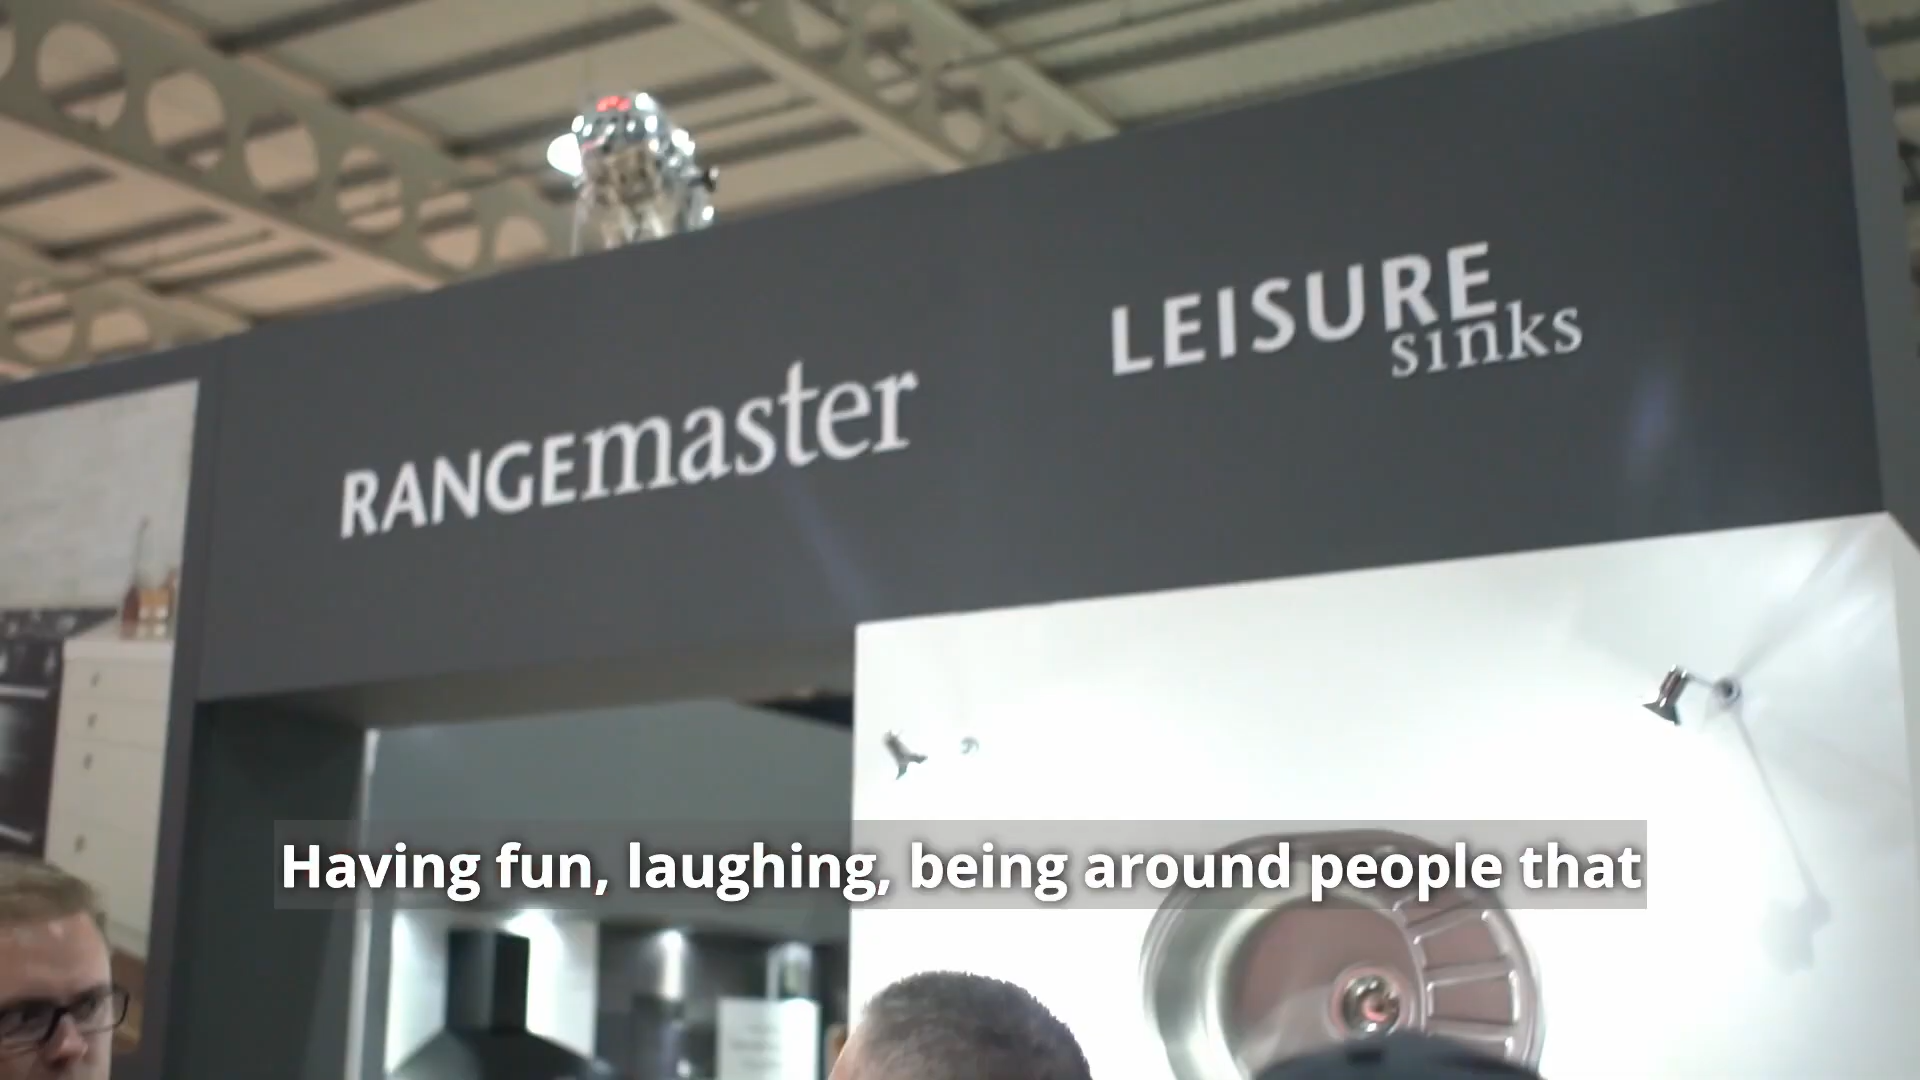 RANGEmaster
LEISURE
sinks
Having fun, laughing, being around people that